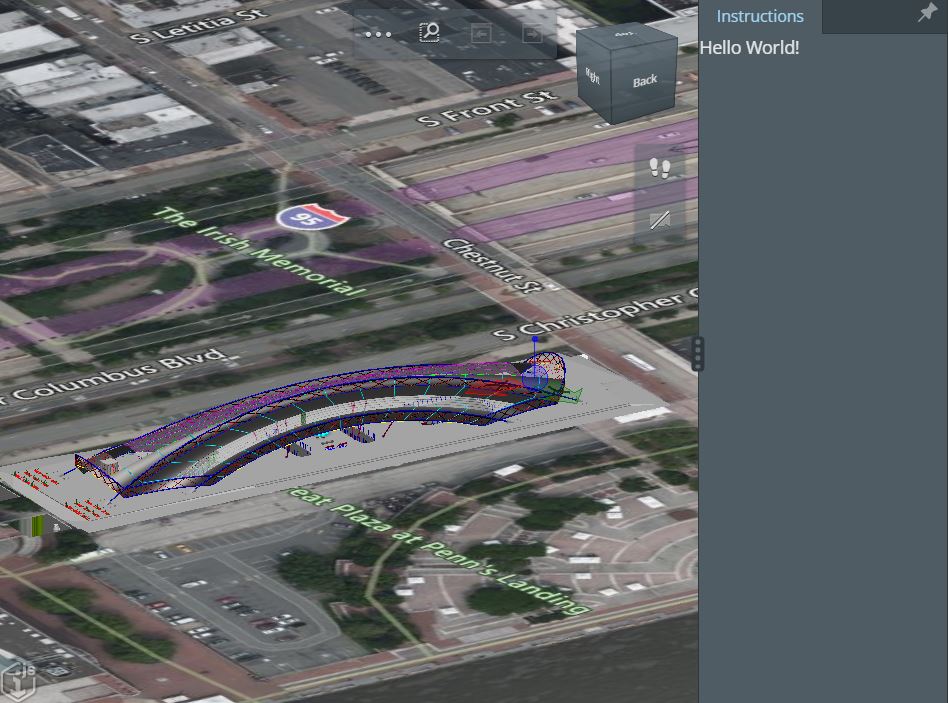 Instructions
Hello World!
S Letitia St
S Front St
Right
Back
95
The Irish Memorial
Chestnut St
S Christopher
Columbus Blvd
eat Plaza at Penn's Landing
js